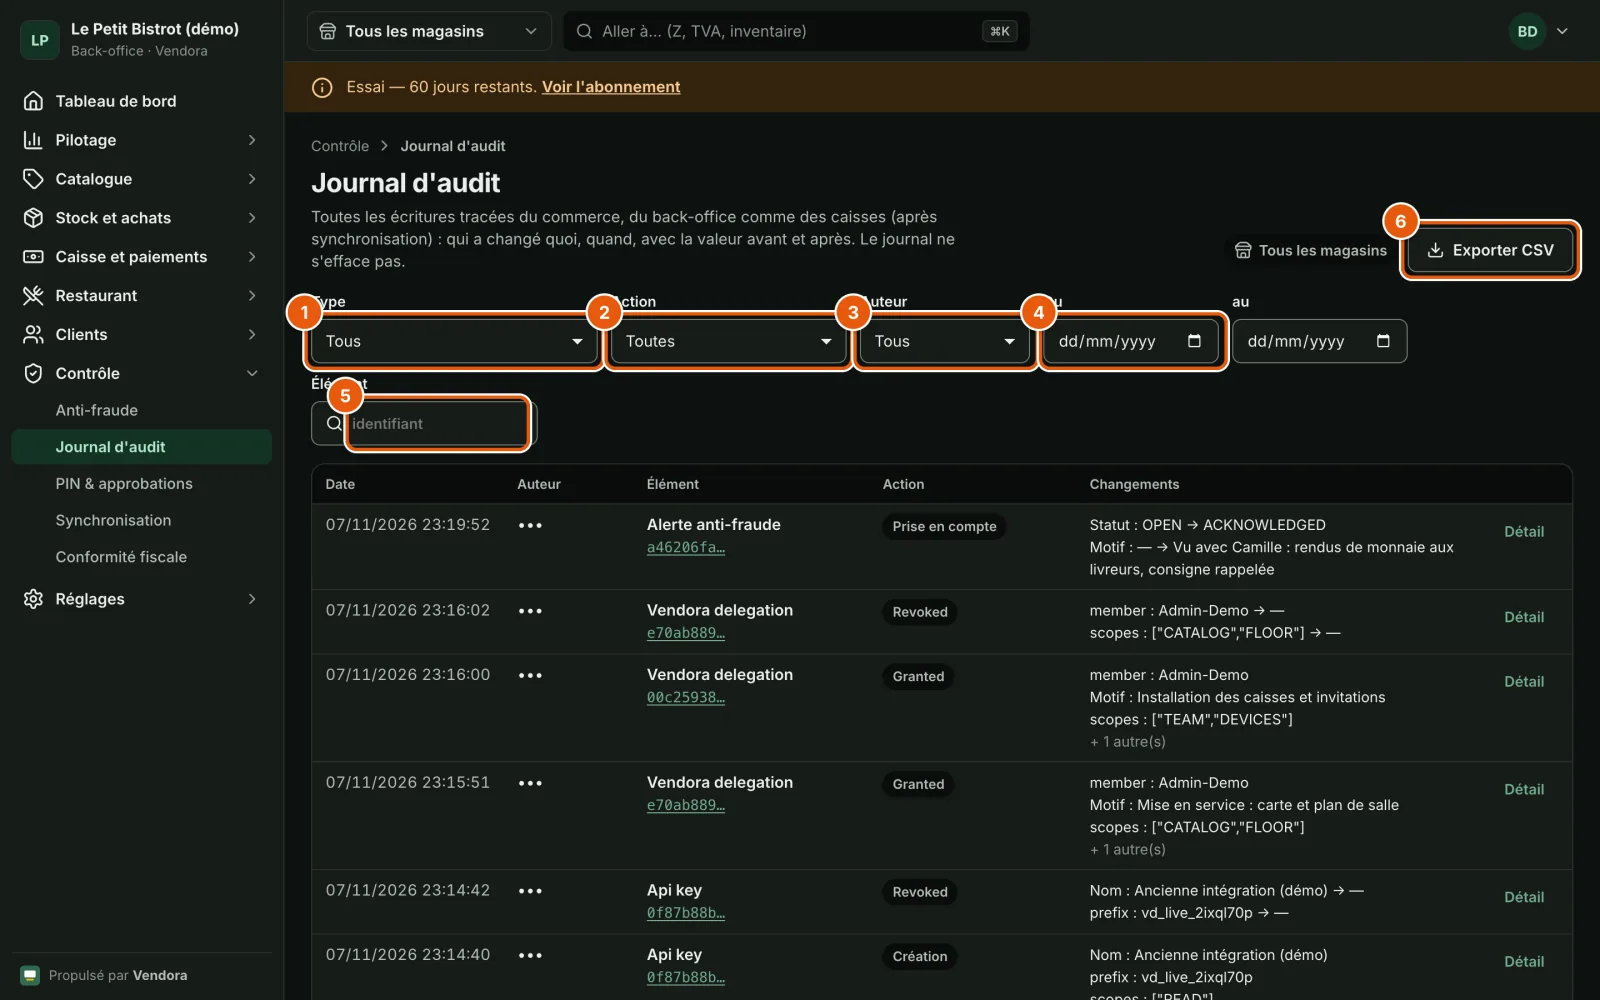 LP
Le Petit Bistrot (démo)
Back-office · Vendora
Tous les magasins
Aller à... (Z, TVA, inventaire)
⌘K
BD
Essai — 60 jours restants. Voir l'abonnement
Tableau de bord
Pilotage
Catalogue
Stock et achats
Caisse et paiements
Restaurant
Clients
Contrôle
Anti-fraude
Journal d'audit
PIN & approbations
Synchronisation
Conformité fiscale
Réglages
Propulsé par Vendora
Contrôle > Journal d'audit
Journal d'audit
Toutes les écritures tracées du commerce, du back-office comme des caisses (après
synchronisation) : qui a changé quoi, quand, avec la valeur avant et après. Le journal ne
s'efface pas.
Tous les magasins
6
Exporter CSV
1
2
3
4
au
Tous
Toutes
Tous
dd/mm/yyyy
dd/mm/yyyy
5
identifiant
Date Auteur Élément Action Changements
07/11/2026 23:19:52 ••• Alerte anti-fraude Prise en compte Statut : OPEN → ACKNOWLEDGED Détail
a46206fa… Motif : — → Vu avec Camille : rendus de monnaie aux
livreurs, consigne rappelée
07/11/2026 23:16:02 ••• Vendora delegation Revoked member : Admin-Demo → — Détail
e70ab889… scopes : ["CATALOG","FLOOR"] → —
07/11/2026 23:16:00 ••• Vendora delegation Granted member : Admin-Demo Détail
00c25938… Motif : Installation des caisses et invitations
scopes : ["TEAM","DEVICES"]
+ 1 autre(s)
07/11/2026 23:15:51 ••• Vendora delegation Granted member : Admin-Demo Détail
e70ab889… Motif : Mise en service : carte et plan de salle
scopes : ["CATALOG","FLOOR"]
+ 1 autre(s)
07/11/2026 23:14:42 ••• Api key Revoked Nom : Ancienne intégration (démo) → — Détail
0f87b88b… prefix : vd_live_2ixql70p → —
07/11/2026 23:14:40 ••• Api key Création Nom : Ancienne intégration (démo) Détail
0f87b88b… prefix : vd_live_2ixql70p
scopes : ["READ"]